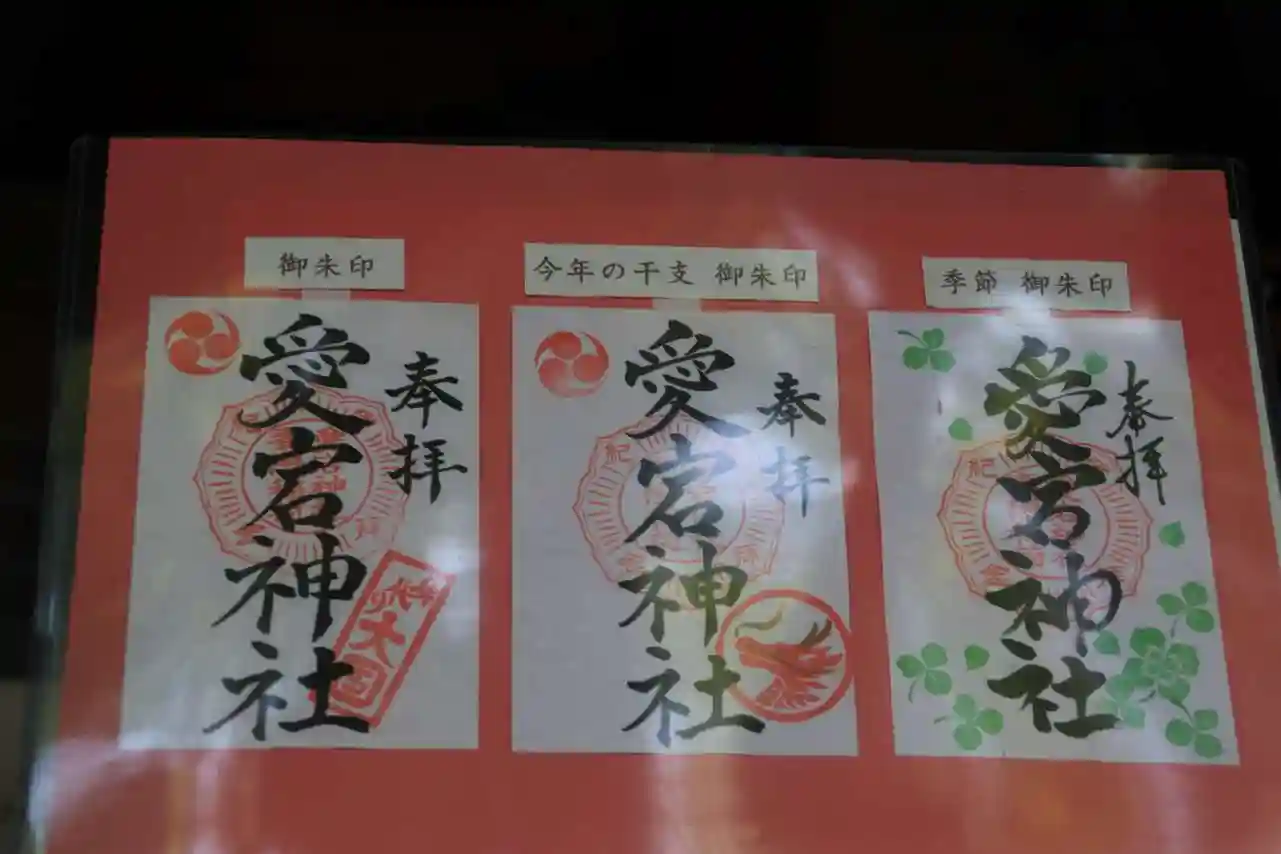 御朱印
奉拝
愛宕神社
今年の干支 御朱印
奉拝
愛宕神社
季節 御朱印
奉拝
愛宕神社